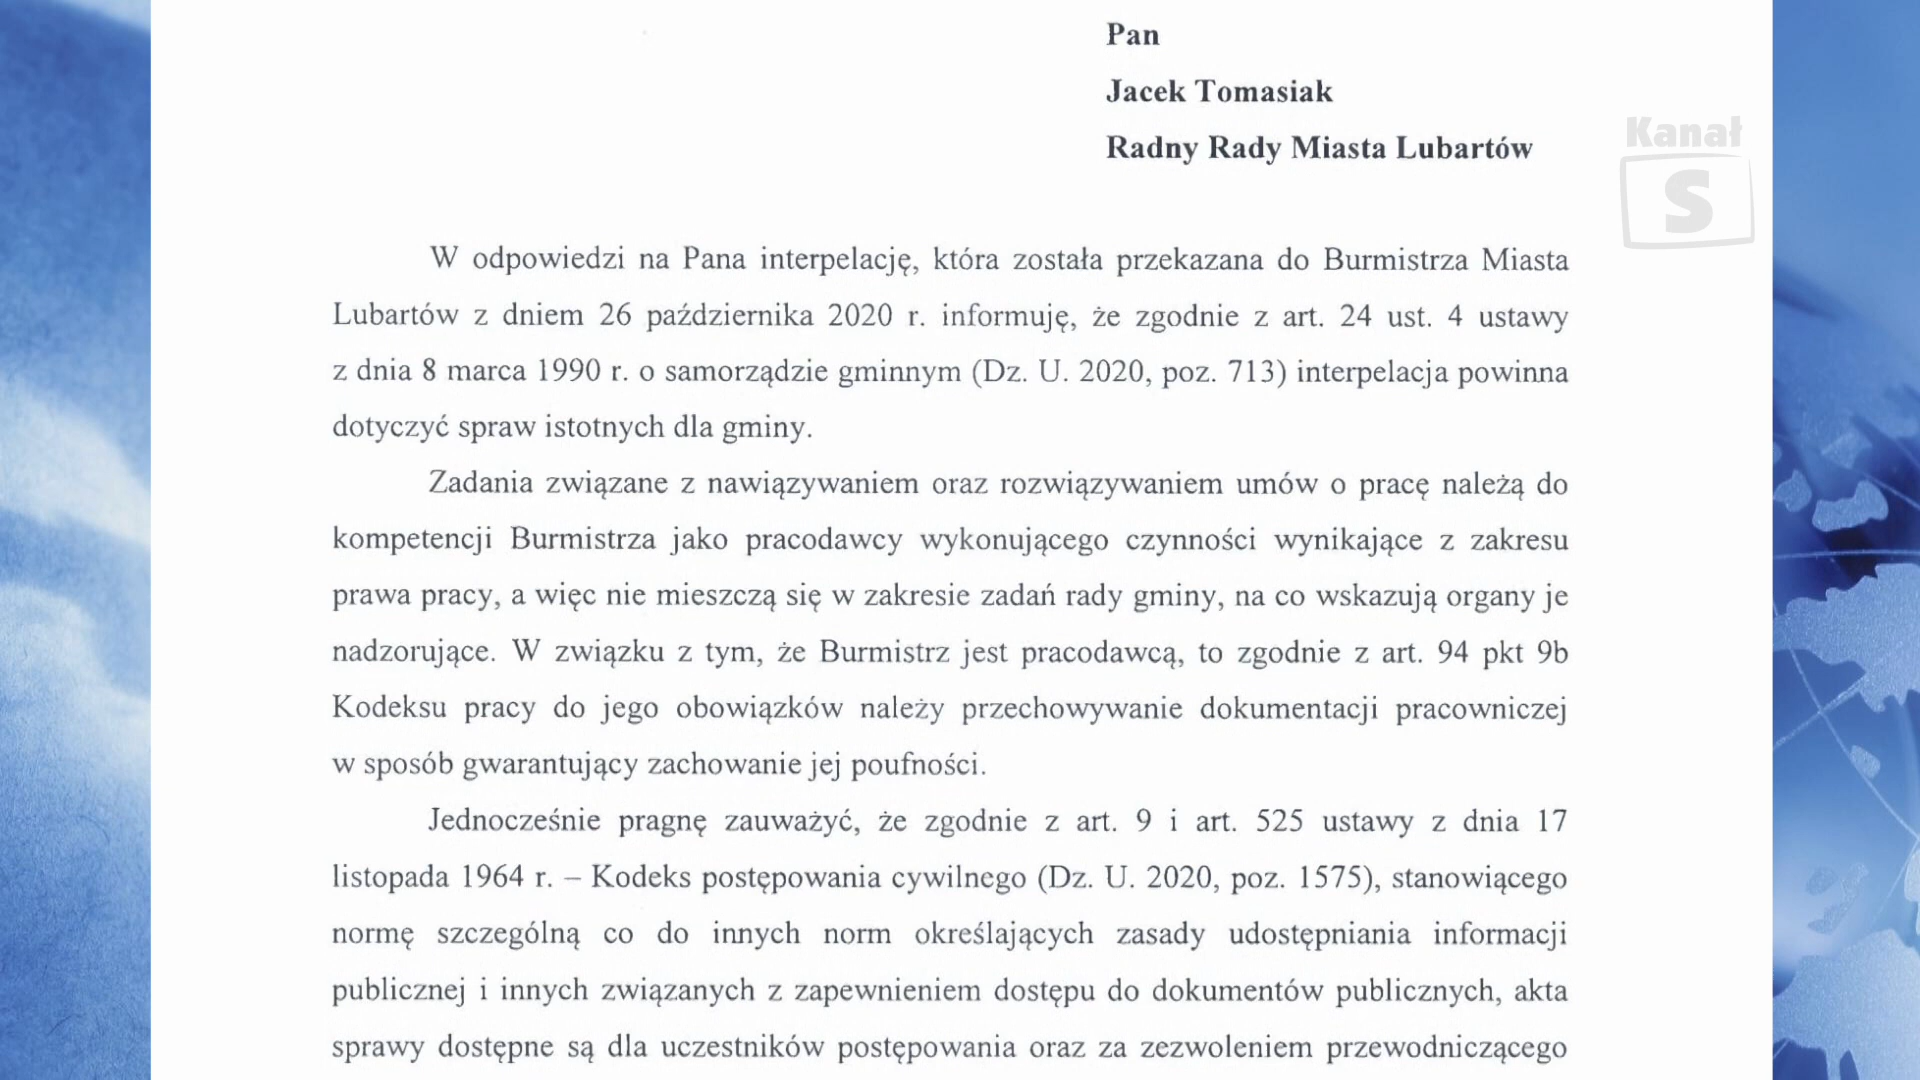 Pan
Jacek Tomasiak
Radny Rady Miasta Lubartów
Kanał
S
W odpowiedzi na Pana interpelację, która została przekazana do Burmistrza Miasta
Lubartów z dniem 26 października 2020 r. informuję, że zgodnie z art. 24 ust. 4 ustawy
z dnia 8 marca 1990 r. o samorządzie gminnym (Dz. U. 2020, poz. 713) interpelacja powinna
dotyczyć spraw istotnych dla gminy.
Zadania związane z nawiązywaniem oraz rozwiązywaniem umów o pracę należą do
kompetencji Burmistrza jako pracodawcy wykonującego czynności wynikające z zakresu
prawa pracy, a więc nie mieszczą się w zakresie zadań rady gminy, na co wskazują organy je
nadzorujące. W związku z tym, że Burmistrz jest pracodawcą, to zgodnie z art. 94 pkt 9b
Kodeksu pracy do jego obowiązków należy przechowywanie dokumentacji pracowniczej
w sposób gwarantujący zachowanie jej poufności.
Jednocześnie pragnę zauważyć, że zgodnie z art. 9 i art. 525 ustawy z dnia 17
listopada 1964 r. – Kodeks postępowania cywilnego (Dz. U. 2020, poz. 1575), stanowiącego
normę szczególną co do innych norm określających zasady udostępniania informacji
publicznej i innych związanych z zapewnieniem dostępu do dokumentów publicznych, akta
sprawy dostępne są dla uczestników postępowania oraz za zezwoleniem przewodniczącego